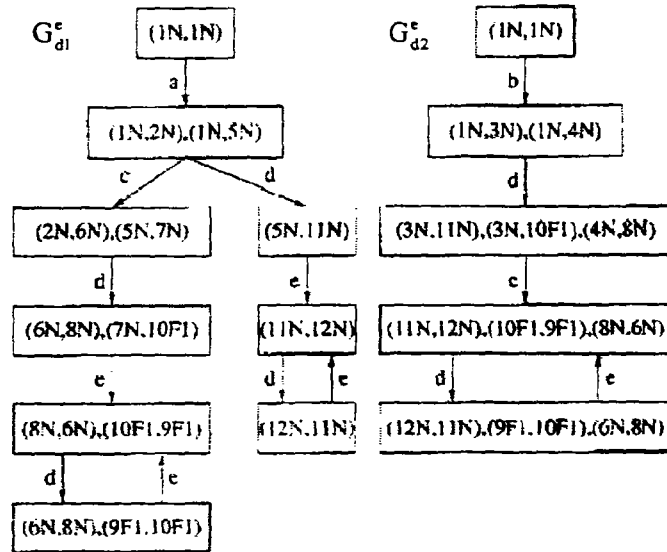 G^e_d1 (1N,1N) G^e_d2 (1N,1N)
a b
(1N,2N),(1N,5N) (1N,3N),(1N,4N)
c d d
(2N,6N),(5N,7N) (5N,11N) (3N,11N),(3N,10F1),(4N,8N)
d e c
(6N,8N),(7N,10F1) (11N,12N) (11N,12N),(10F1,9F1),(8N,6N)
e d e d e
(8N,6N),(10F1,9F1) (12N,11N) (12N,11N),(9F1,10F1),(6N,8N)
d e
(6N,8N),(9F1,10F1)